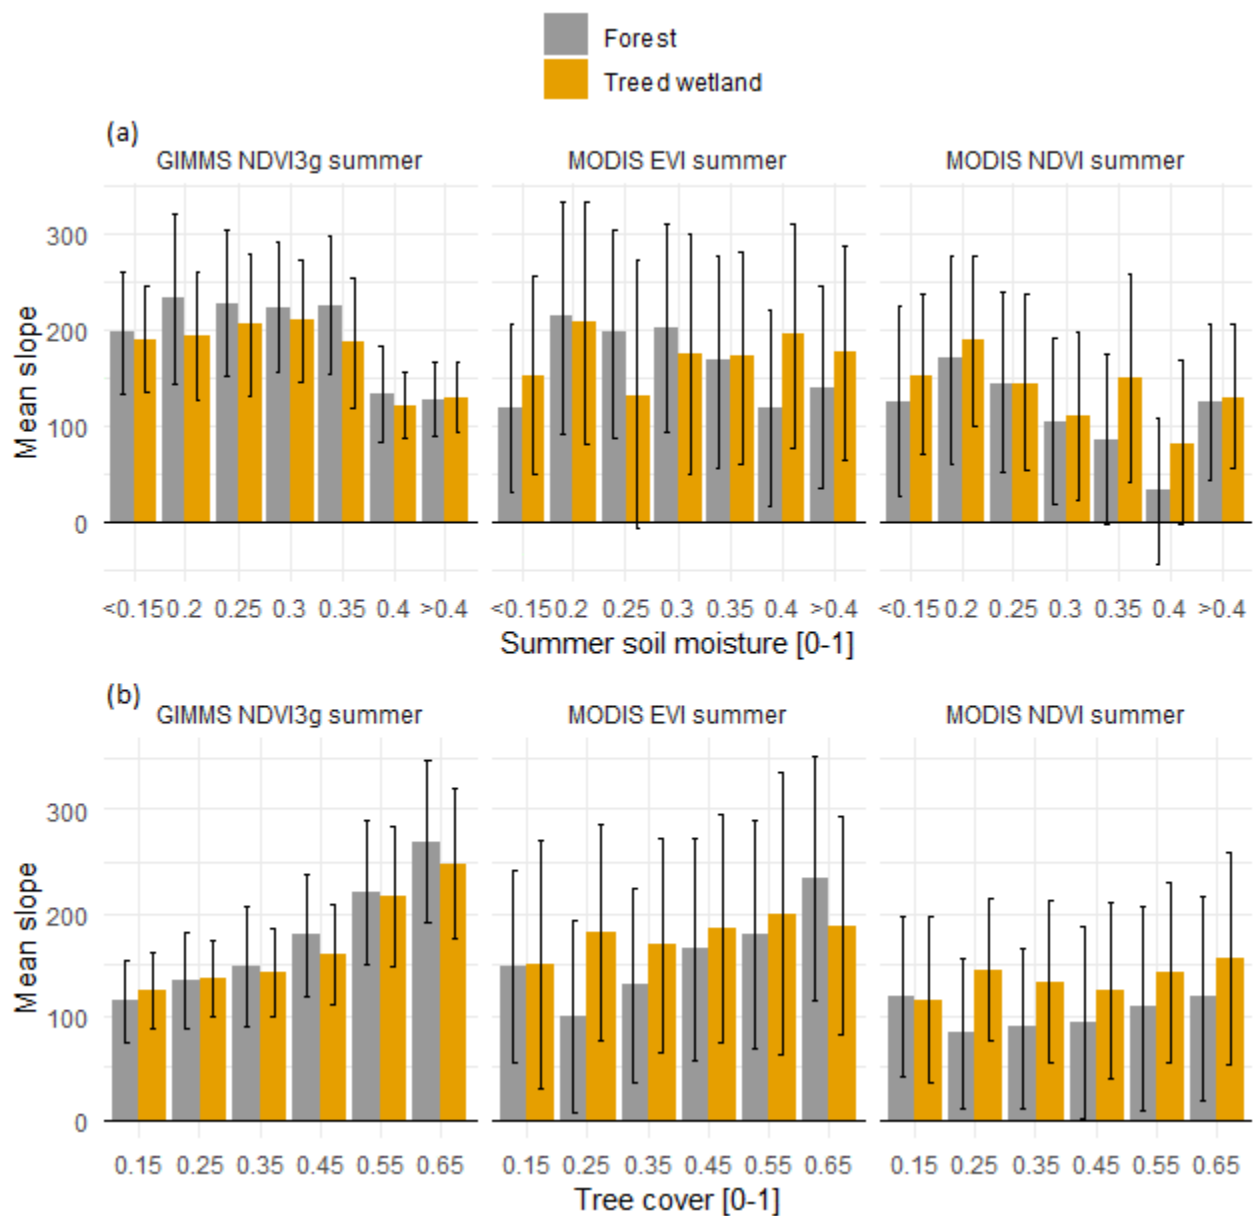 Forest
Treed wetland
(a)
GIMMS NDVI3g summer MODIS EVI summer MODIS NDVI summer
Mean slope
300
200
100
0
<0.15 0.2 0.25 0.3 0.35 0.4 >0.4 <0.15 0.2 0.25 0.3 0.35 0.4 >0.4 <0.15 0.2 0.25 0.3 0.35 0.4 >0.4
Summer soil moisture [0-1]
(b)
GIMMS NDVI3g summer MODIS EVI summer MODIS NDVI summer
Mean slope
300
200
100
0
0.15 0.25 0.35 0.45 0.55 0.65 0.15 0.25 0.35 0.45 0.55 0.65 0.15 0.25 0.35 0.45 0.55 0.65
Tree cover [0-1]